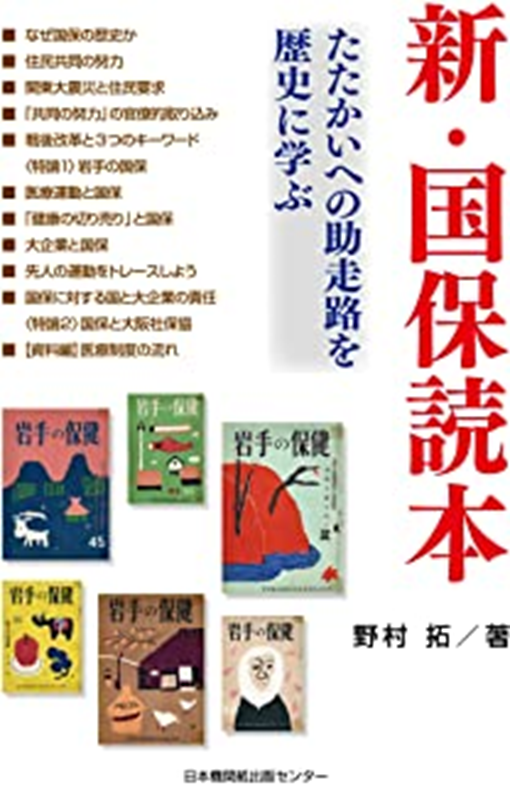 新・国保読本
たたかいへの助走路を
歴史に学ぶ
■ なぜ国保の歴史か
■ 住民共同の努力
■ 関東大震災と住民要求
■ 「共同の努力」の官僚的取り込み
■ 戦後改革と3つのキーワード
〈特論1〉岩手の国保
■ 医療運動と国保
■ 「健康の切り売り」と国保
■ 大企業と国保
■ 先人の運動をトレースしよう
■ 国保に対する国と大企業の責任
〈特論2〉国保と大阪社保協
■ 【資料編】医療制度の流れ
岩手の保健
45
岩手の保健
岩手の保健
岩手の保健
岩手の保健
岩手の保健
野村 拓／著
日本機関紙出版センター